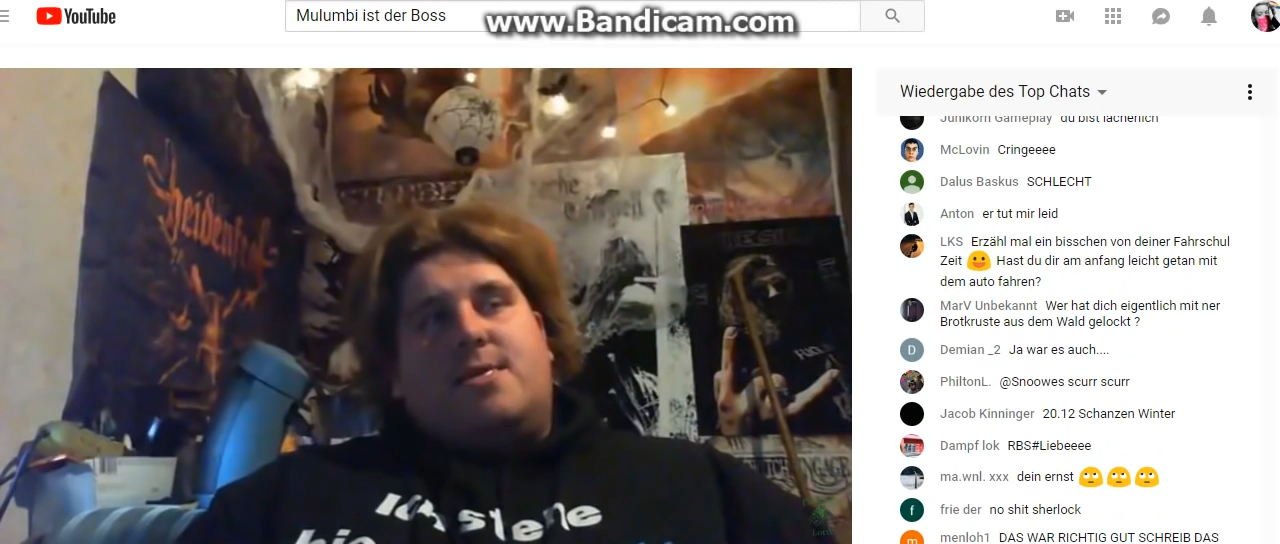 YouTube
Mulumbi ist der Boss
www.Bandicam.com
Wiedergabe des Top Chats
Junikorn Gameplay du bist lächerlich
McLovin Cringeeee
Dalus Baskus SCHLECHT
Anton er tut mir leid
LKS Erzähl mal ein bisschen von deiner Fahrschul
Zeit 😀 Hast du dir am anfang leicht getan mit
dem auto fahren?
MarV Unbekannt Wer hat dich eigentlich mit ner
Brotkruste aus dem Wald gelockt ?
D
Demian _2 Ja war es auch....
PhiltonL. @Snoowes scurr scurr
Jacob Kinninger 20.12 Schanzen Winter
Dampf lok RBS#Liebeeee
ma.wnl. xxx dein ernst 🙄 🙄 🙄
f
frie der no shit sherlock
m
menloh1 DAS WAR RICHTIG GUT SCHREIB DAS
Ich stehe
hie